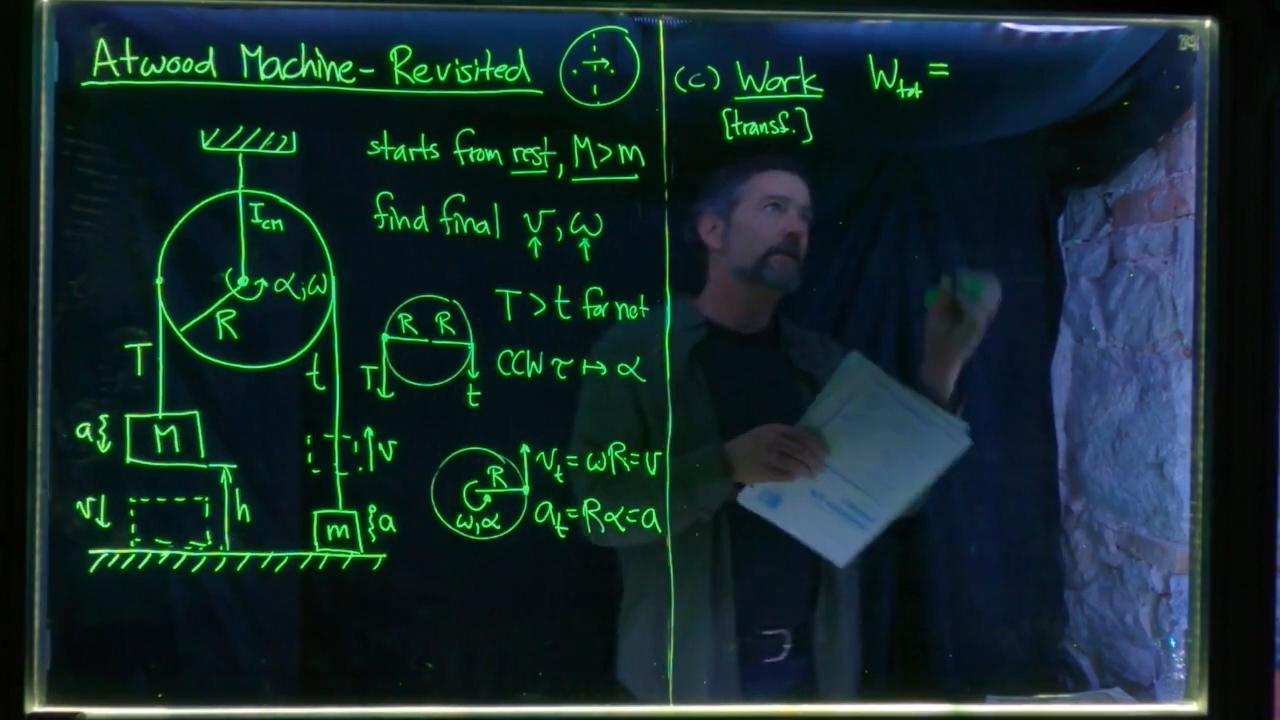 Atwood Machine - Revisited
starts from rest, M>m
find final v, ω
I_cm
α, ω
R
T
t
M
a{
h
v↓
↑v
m
}a
R R
T
t
T > t for net
CCW τ ↦ α
R
ω, α
v_t = ωR = v
a_t = Rα = a
(c) Work
[transf.]
W_tot =